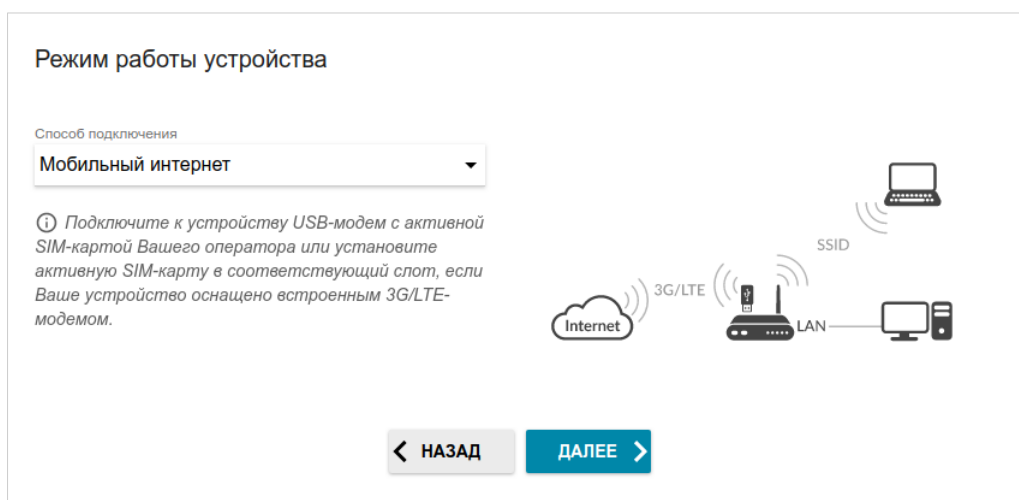 Режим работы устройства
Способ подключения
Мобильный интернет
Подключите к устройству USB-модем с активной
SIM-картой Вашего оператора или установите
активную SIM-карту в соответствующий слот, если
Ваше устройство оснащено встроенным 3G/LTE-
модемом.
SSID
3G/LTE
Internet
LAN
НАЗАД
ДАЛЕЕ